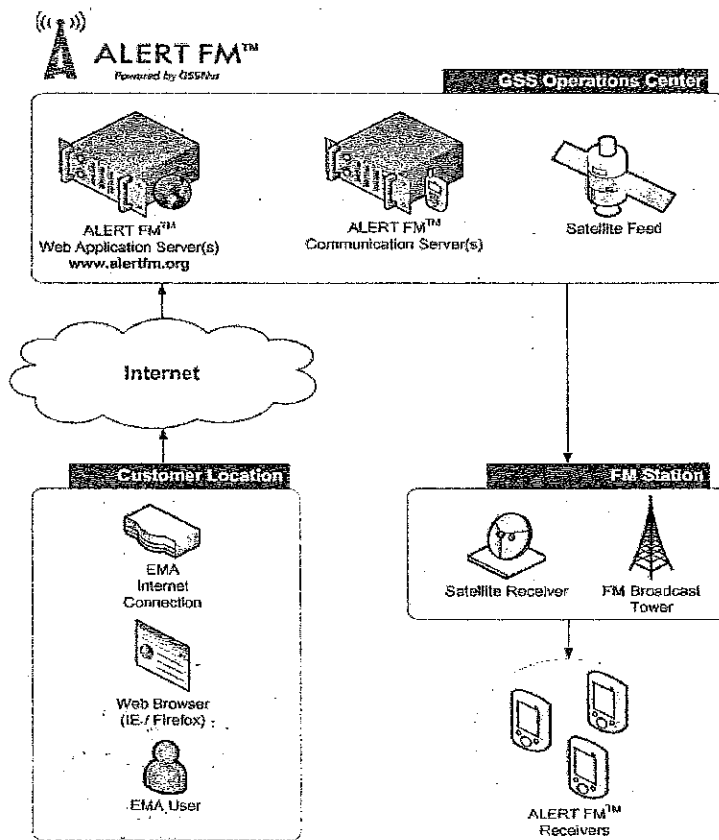 ALERT FM™
Powered by GSSNet
GSS Operations Center
ALERT FM™
Web Application Server(s)
www.alertfm.org
ALERT FM™
Communication Server(s)
Satellite Feed
Internet
Customer Location
EMA
Internet
Connection
Web Browser
(IE / Firefox)
EMA User
FM Station
Satellite Receiver
FM Broadcast
Tower
ALERT FM™
Receivers